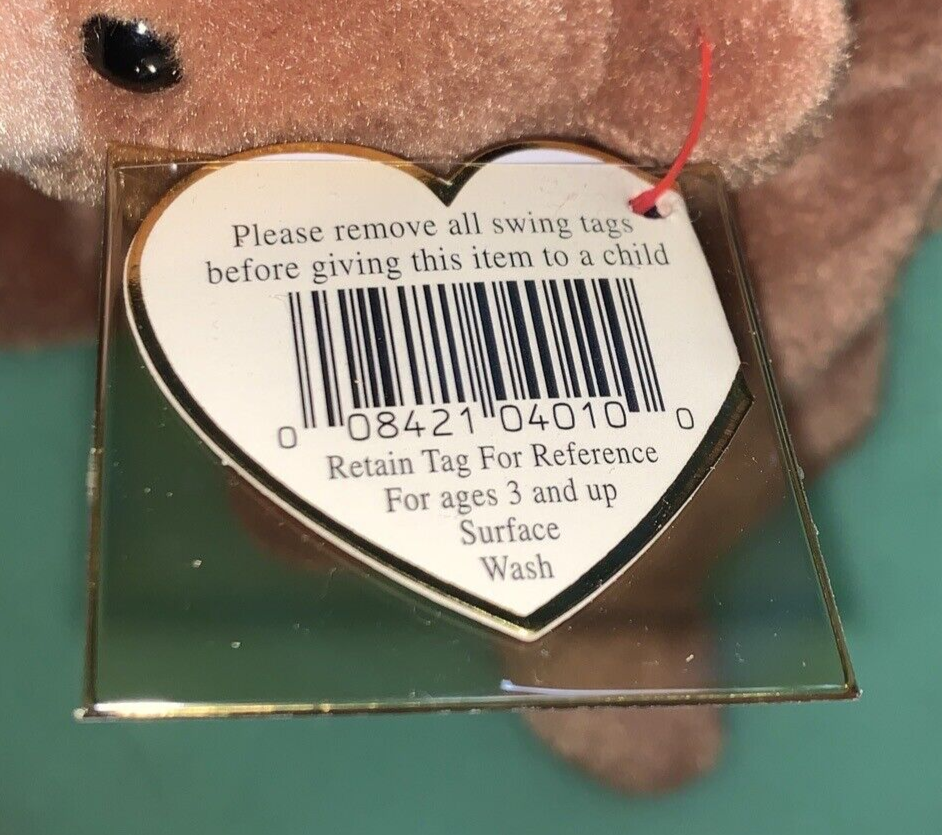 Please remove all swing tags
before giving this item to a child
0 08421 04010 0
Retain Tag For Reference
For ages 3 and up
Surface
Wash